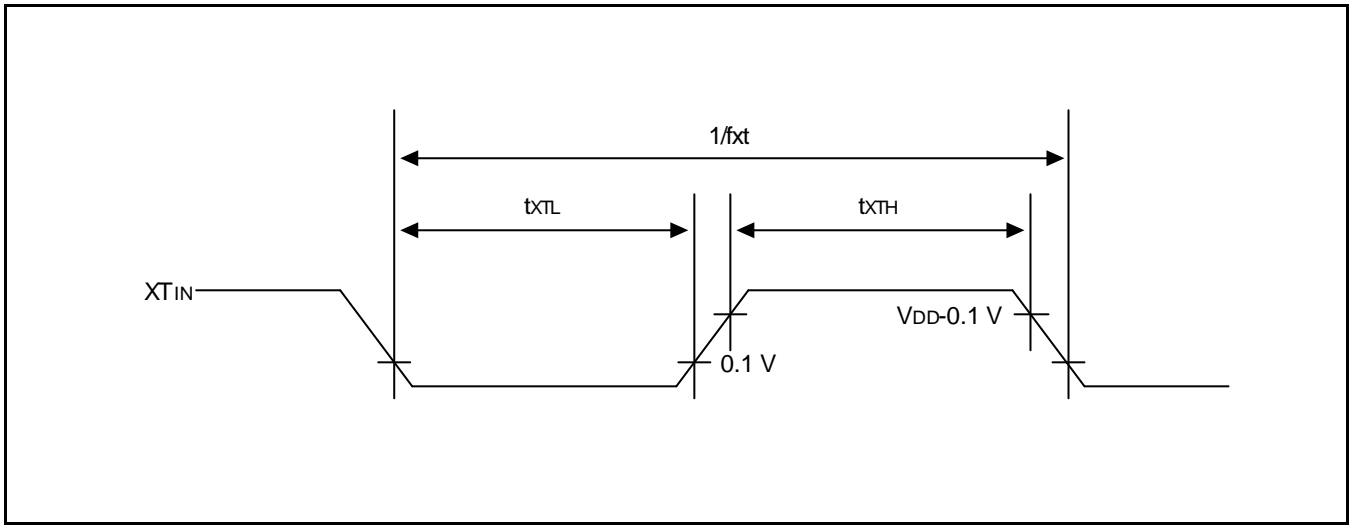 1/fxt
tXTL
tXTH
XTIN
VDD-0.1 V
0.1 V